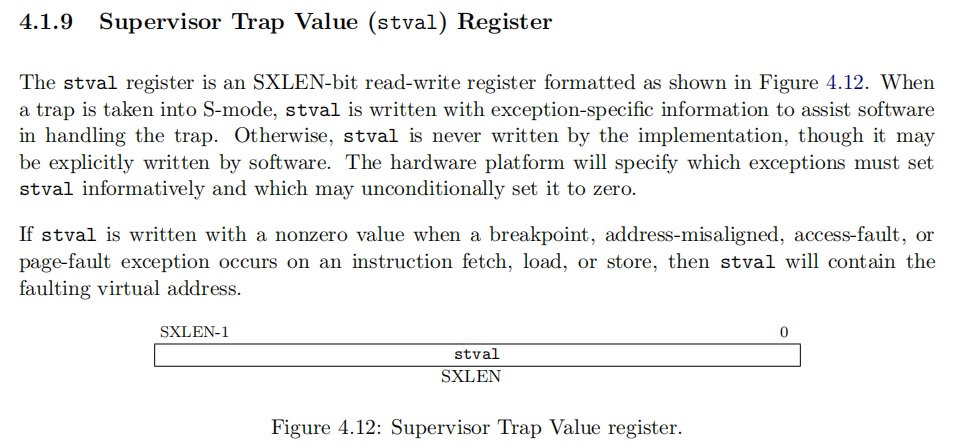 4.1.9 Supervisor Trap Value (stval) Register
The stval register is an SXLEN-bit read-write register formatted as shown in Figure 4.12. When
a trap is taken into S-mode, stval is written with exception-specific information to assist software
in handling the trap. Otherwise, stval is never written by the implementation, though it may
be explicitly written by software. The hardware platform will specify which exceptions must set
stval informatively and which may unconditionally set it to zero.
If stval is written with a nonzero value when a breakpoint, address-misaligned, access-fault, or
page-fault exception occurs on an instruction fetch, load, or store, then stval will contain the
faulting virtual address.
SXLEN-1 0
stval
SXLEN
Figure 4.12: Supervisor Trap Value register.